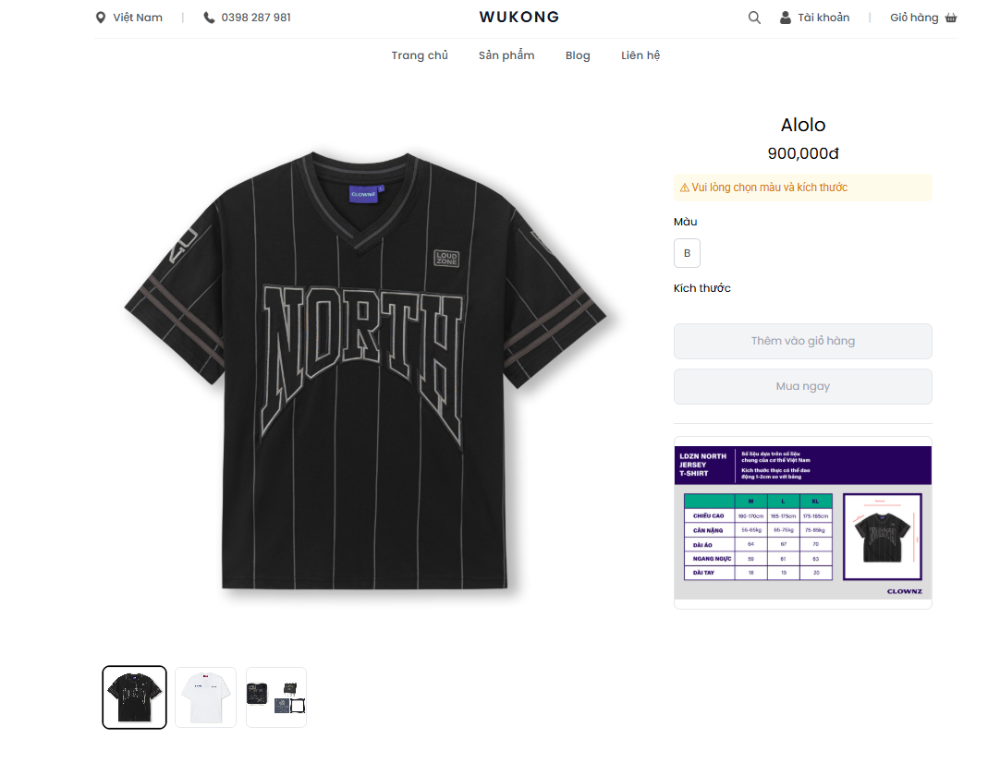 Việt Nam | 0398 287 981
WUKONG
Tài khoản | Giỏ hàng
Trang chủ Sản phẩm Blog Liên hệ
CLOWNZ
LOUD
ZONE
NORTH
Alolo
900,000đ
Vui lòng chọn màu và kích thước
Màu
B
Kích thước
Thêm vào giỏ hàng
Mua ngay
LDZN NORTH
JERSEY
T-SHIRT
Số liệu dựa trên số liệu
chung của cơ thể Việt Nam
Kích thước thực có thể dao
động 1-2cm so với bảng
M L XL
CHIỀU CAO 160-170cm 165-175cm 175-185cm
CÂN NẶNG 55-65kg 65-75kg 75-85kg
DÀI ÁO 64 67 70
NGANG NGỰC 59 61 63
DÀI TAY 18 19 20
NORTH
CLOWNZ